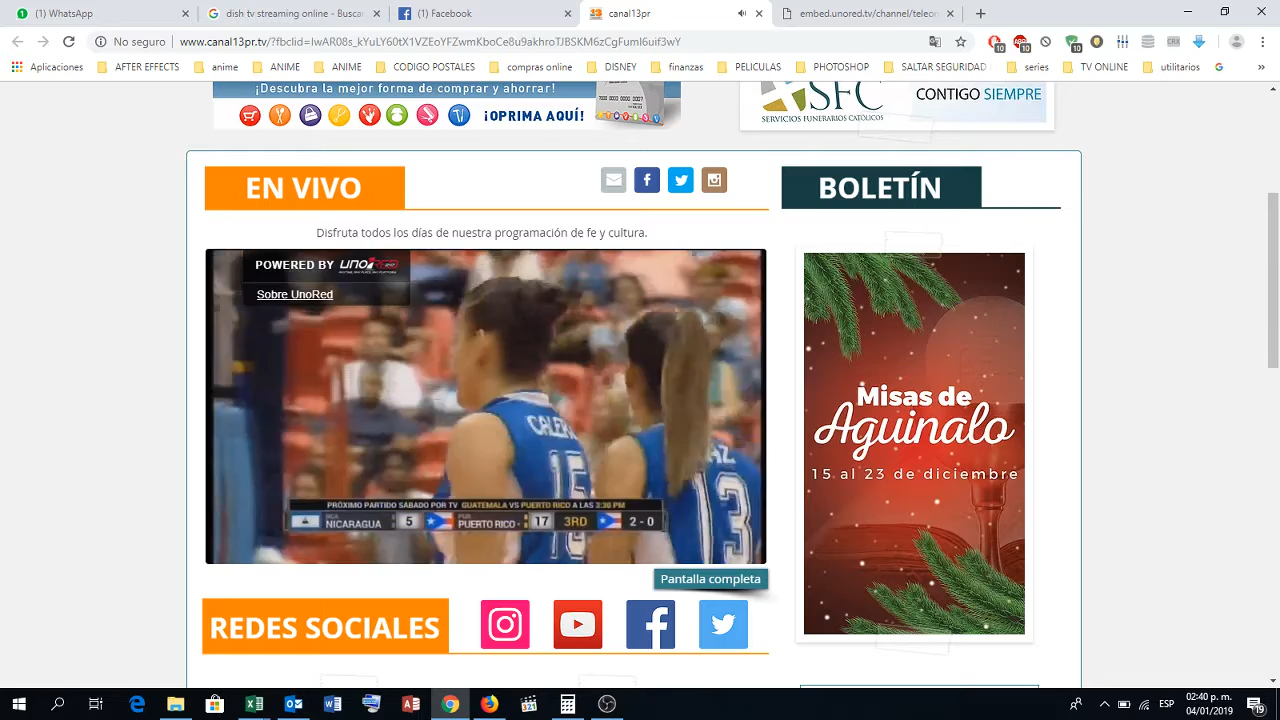 (1) WhatsApp
dish tv streaming online - Buscar
(1) Facebook
canal13pr
embed.unored.tv/channel/teleor
No seguro
www.canal13pr.tv/?fbclid=IwAR08s_kYuLY60tX1VZEoYFZwmKboCe8u9akhroTIBSKM6zCgFumI6uif3wY
Aplicaciones
AFTER EFFECTS
anime
ANIME
ANIME
CODIGO POSTALES
compras online
DISNEY
finanzas
PELICULAS
PHOTOSHOP
SALTAR SEGURIDAD
series
TV ONLINE
utilitarios
¡Descubra la mejor forma de comprar y ahorrar!
¡OPRIMA AQUÍ!
SFC
SERVICIOS FUNERARIOS CATÓLICOS
CONTIGO SIEMPRE
EN VIVO
BOLETÍN
Disfruta todos los días de nuestra programación de fe y cultura.
POWERED BY UNORED
Sobre UnoRed
15
13
PRÓXIMO PARTIDO SÁBADO POR TV GUATEMALA VS PUERTO RICO A LAS 3:30 PM
NICARAGUA 5 PUERTO RICO 17 3RD 2 - 0
Pantalla completa
Misas de
Aguinaldo
15 al 23 de diciembre
REDES SOCIALES
ESP
02:40 p. m.
04/01/2019